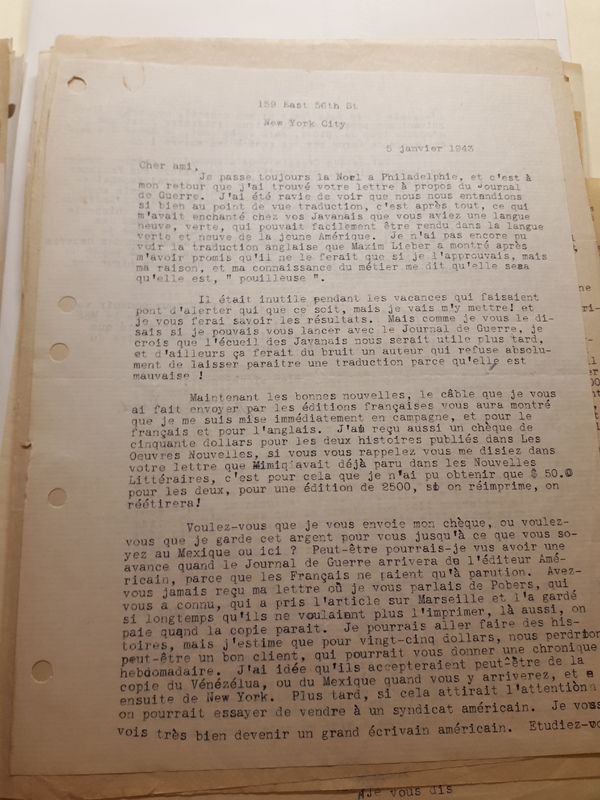 159 East 56th St
New York City
5 janvier 1943
Cher ami,
Je passe toujours la Noël a Philadelphie, et c'est à
mon retour que j'ai trouvé votre lettre à propos du Journal
de Guerre. J'ai été ravie de voir que nous nous entandions
si bien au point de vue traduction, c'est après tout, ce qui
m'avait enchanté chez vos Javanais que vous aviez une langue
neuve, verte, qui pouvait facilement être rendu dans la langue
verte et neuve de la jeune Amérique. Je n'ai pas encore pu
voir la traduction anglaise que Maxim Lieber a montré après
m'avoir promis qu'il ne le ferait que si je l'approuvais, mais
ma raison, et ma connaissance du métier me dit qu'elle sera
qu'elle est, " pouilleuse ".
Il était inutile pendant les vacances qui faisaient
pont d'alerter qui que ce soit, mais je vais m'y mettre! et
je vous ferai savoir les résultats. Mais comme je vous le di-
sais si je pouvais vous lancer avec le Journal de Guerre, je
crois que l'écueil des Javanais nous serait utile plus tard,
et d'ailleurs ça ferait du bruit un auteur qui refuse absolu-
ment de laisser paraitre une traduction parce qu'elle est
mauvaise !
Maintenant les bonnes nouvelles, le câble que je vous
ai fait envoyer par les éditions françaises vous aura montré
que je me suis mise immédiatement en campagne, et pour le
français et pour l'anglais. J'ai reçu aussi un chèque de
cinquante dollars pour les deux histoires publiés dans Les
Oeuvres Nouvelles, si vous vous rappelez vous me disiez dans
votre lettre que Mimiq'avait déjà paru dans les Nouvelles
Littéraires, c'est pour cela que je n'ai pu obtenir que $ 50.0
pour les deux, pour une édition de 2500, si on réimprime, on
réétirera!
Voulez-vous que je vous envoie mon chèque, ou voulez-
vous que je garde cet argent pour vous jusqu'à ce que vous so-
yez au Mexique ou ici ? Peut-être pourrais-je vus avoir une
avance quand le Journal de Guerre arrivera de l'éditeur Amé-
ricain, parce que les Français ne paient qu'à parution. Avez-
vous jamais reçu ma lettre où je vous parlais de Pobers, qui
vous a connu, qui a pris l'article sur Marseille et l'a gardé
si longtemps qu'ils ne voulaient plus l'imprimer, là aussi, on
paie quand la copie parait. Je pourrais aller faire des his-
toires, mais j'estime que pour vingt-cinq dollars, nous perdrion
peut-être un bon client, qui pourrait vous donner une chronique
hebdomadaire. J'ai idée qu'ils accepteraient peut-être de la
copie du Vénézélua, ou du Mexique quand vous y arriverez, et
ensuite de New York. Plus tard, si cela attirait l'attention
on pourrait essayer de vendre à un syndicat américain. Je vous
vois très bien devenir un grand écrivain américain. Etudiez-vo
Je vous dis